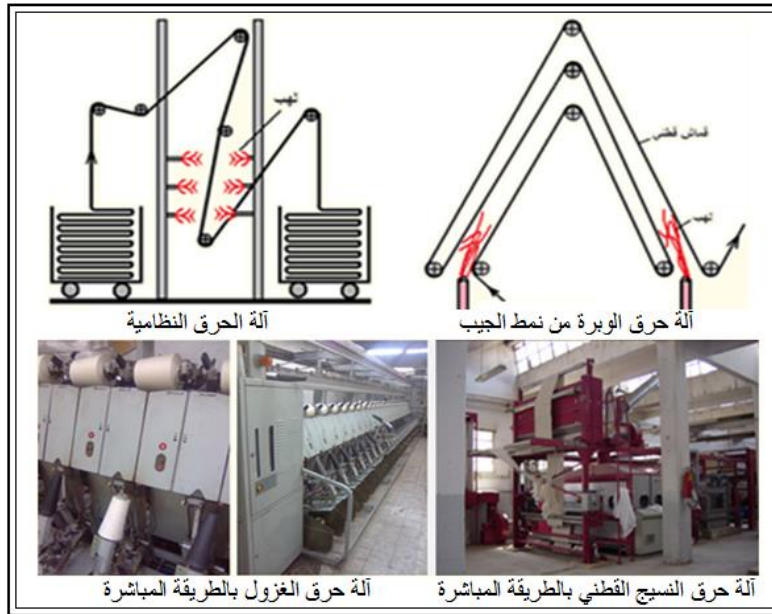 لهب
قماش قطني
لهب
آلة الحرق النظامية
آلة حرق الوبرة من نمط الجيب
آلة حرق الغزول بالطريقة المباشرة
آلة حرق النسيج القطني بالطريقة المباشرة